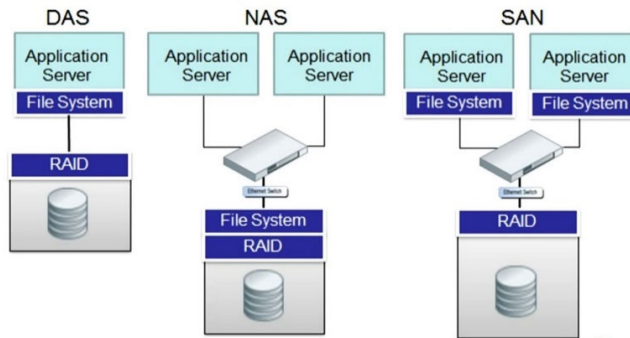 DAS
Application
Server
File System
RAID
NAS
Application
Server
Application
Server
Ethernet Switch
File System
RAID
SAN
Application
Server
File System
Application
Server
File System
Ethernet Switch
RAID